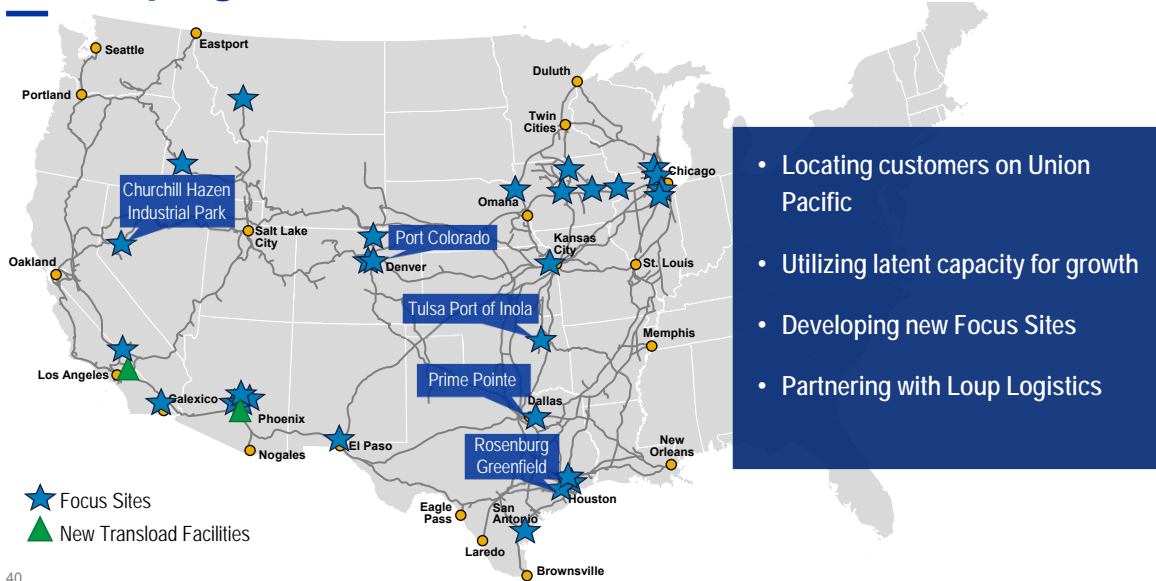 Eastport
Seattle
Duluth
Portland
Twin
Cities
Churchill Hazen
Industrial Park
Chicago
Omaha
Salt Lake
City
Port Colorado
Kansas
City
Oakland
Denver
St. Louis
Tulsa Port of Inola
Memphis
Los Angeles
Prime Pointe
Calexico
Dallas
Phoenix
El Paso
Nogales
Rosenburg
Greenfield
New
Orleans
Houston
Eagle
Pass
San
Antonio
Laredo
Brownsville
• Locating customers on Union
Pacific
• Utilizing latent capacity for growth
• Developing new Focus Sites
• Partnering with Loup Logistics
Focus Sites
New Transload Facilities
40